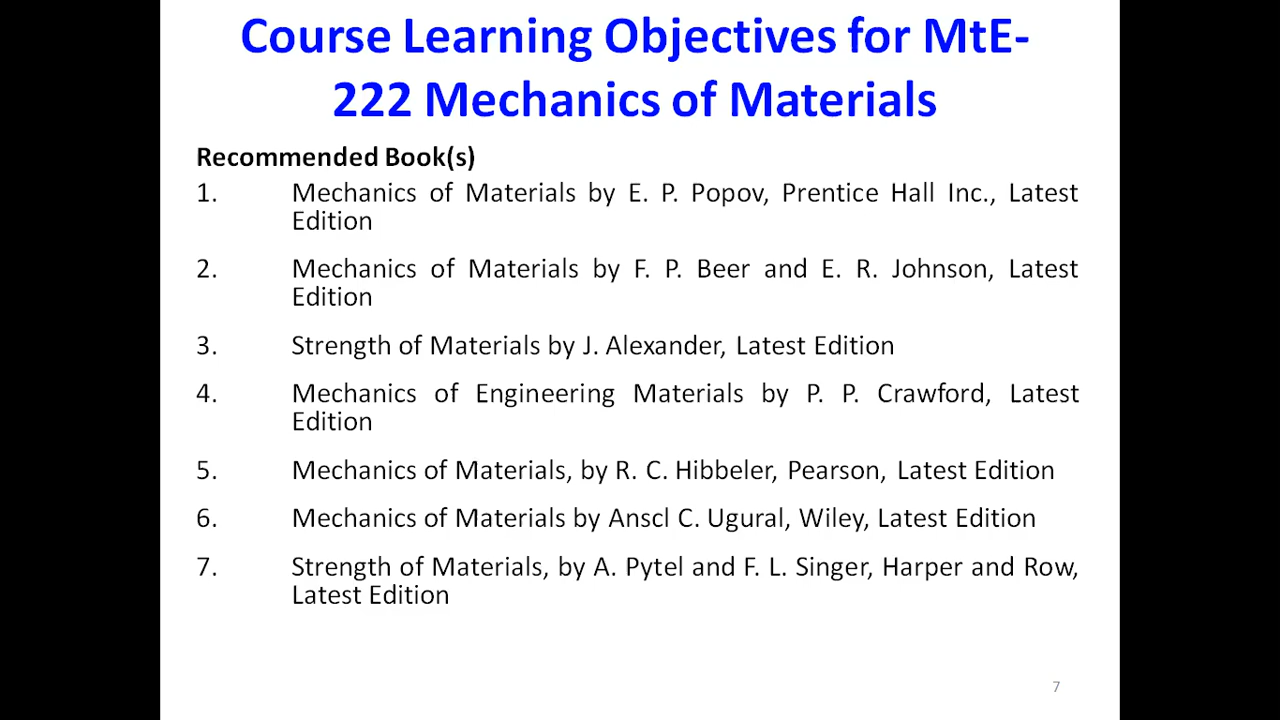 Course Learning Objectives for MtE-
222 Mechanics of Materials
Recommended Book(s)
1. Mechanics of Materials by E. P. Popov, Prentice Hall Inc., Latest
Edition
2. Mechanics of Materials by F. P. Beer and E. R. Johnson, Latest
Edition
3. Strength of Materials by J. Alexander, Latest Edition
4. Mechanics of Engineering Materials by P. P. Crawford, Latest
Edition
5. Mechanics of Materials, by R. C. Hibbeler, Pearson, Latest Edition
6. Mechanics of Materials by Anscl C. Ugural, Wiley, Latest Edition
7. Strength of Materials, by A. Pytel and F. L. Singer, Harper and Row,
Latest Edition
7